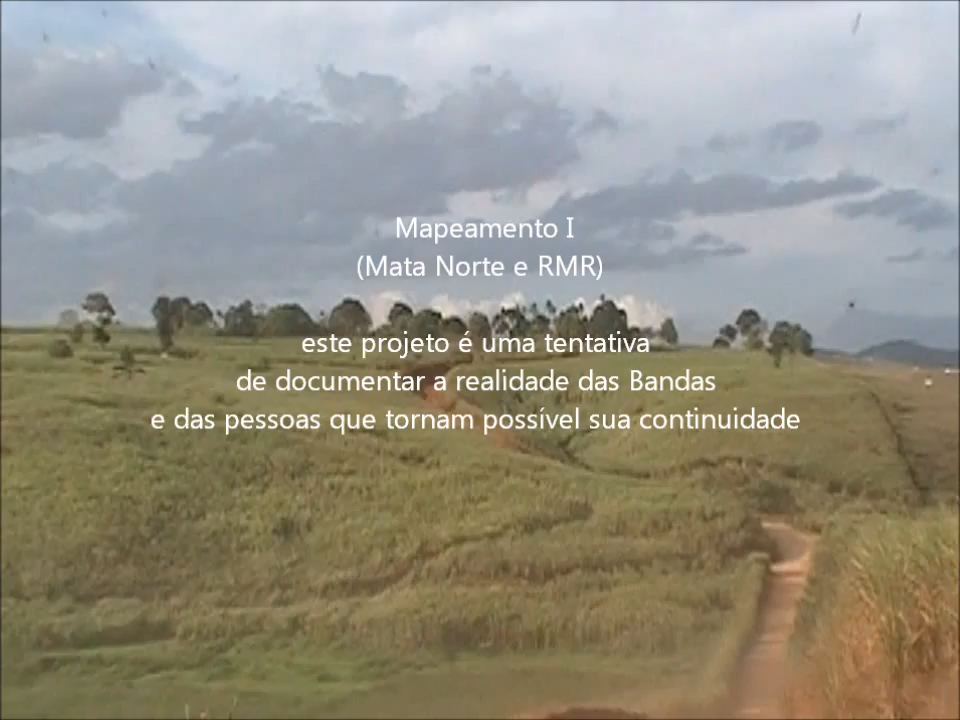 Mapeamento I
(Mata Norte e RMR)
este projeto é uma tentativa
de documentar a realidade das Bandas
e das pessoas que tornam possível sua continuidade